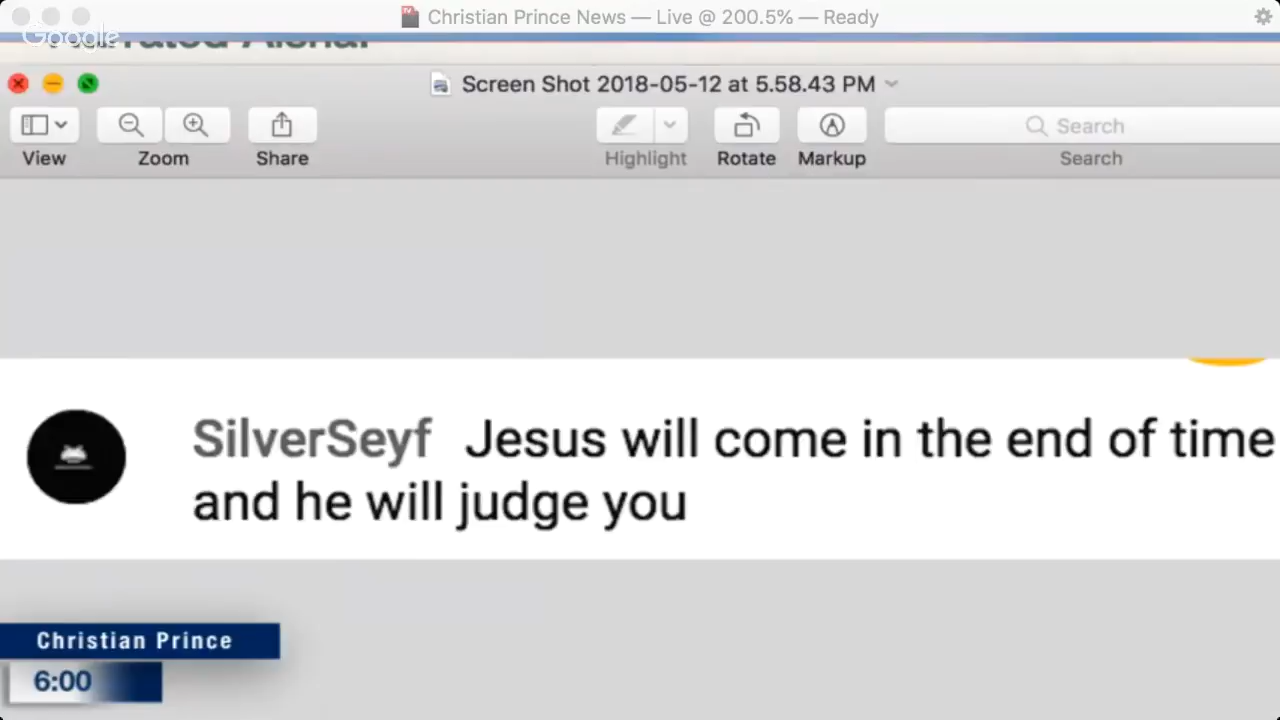 Christian Prince News — Live @ 200.5% — Ready
Google
Screen Shot 2018-05-12 at 5.58.43 PM
View
Zoom
Share
Highlight
Rotate
Markup
Search
Search
SilverSeyf Jesus will come in the end of time
and he will judge you
Christian Prince
6:00